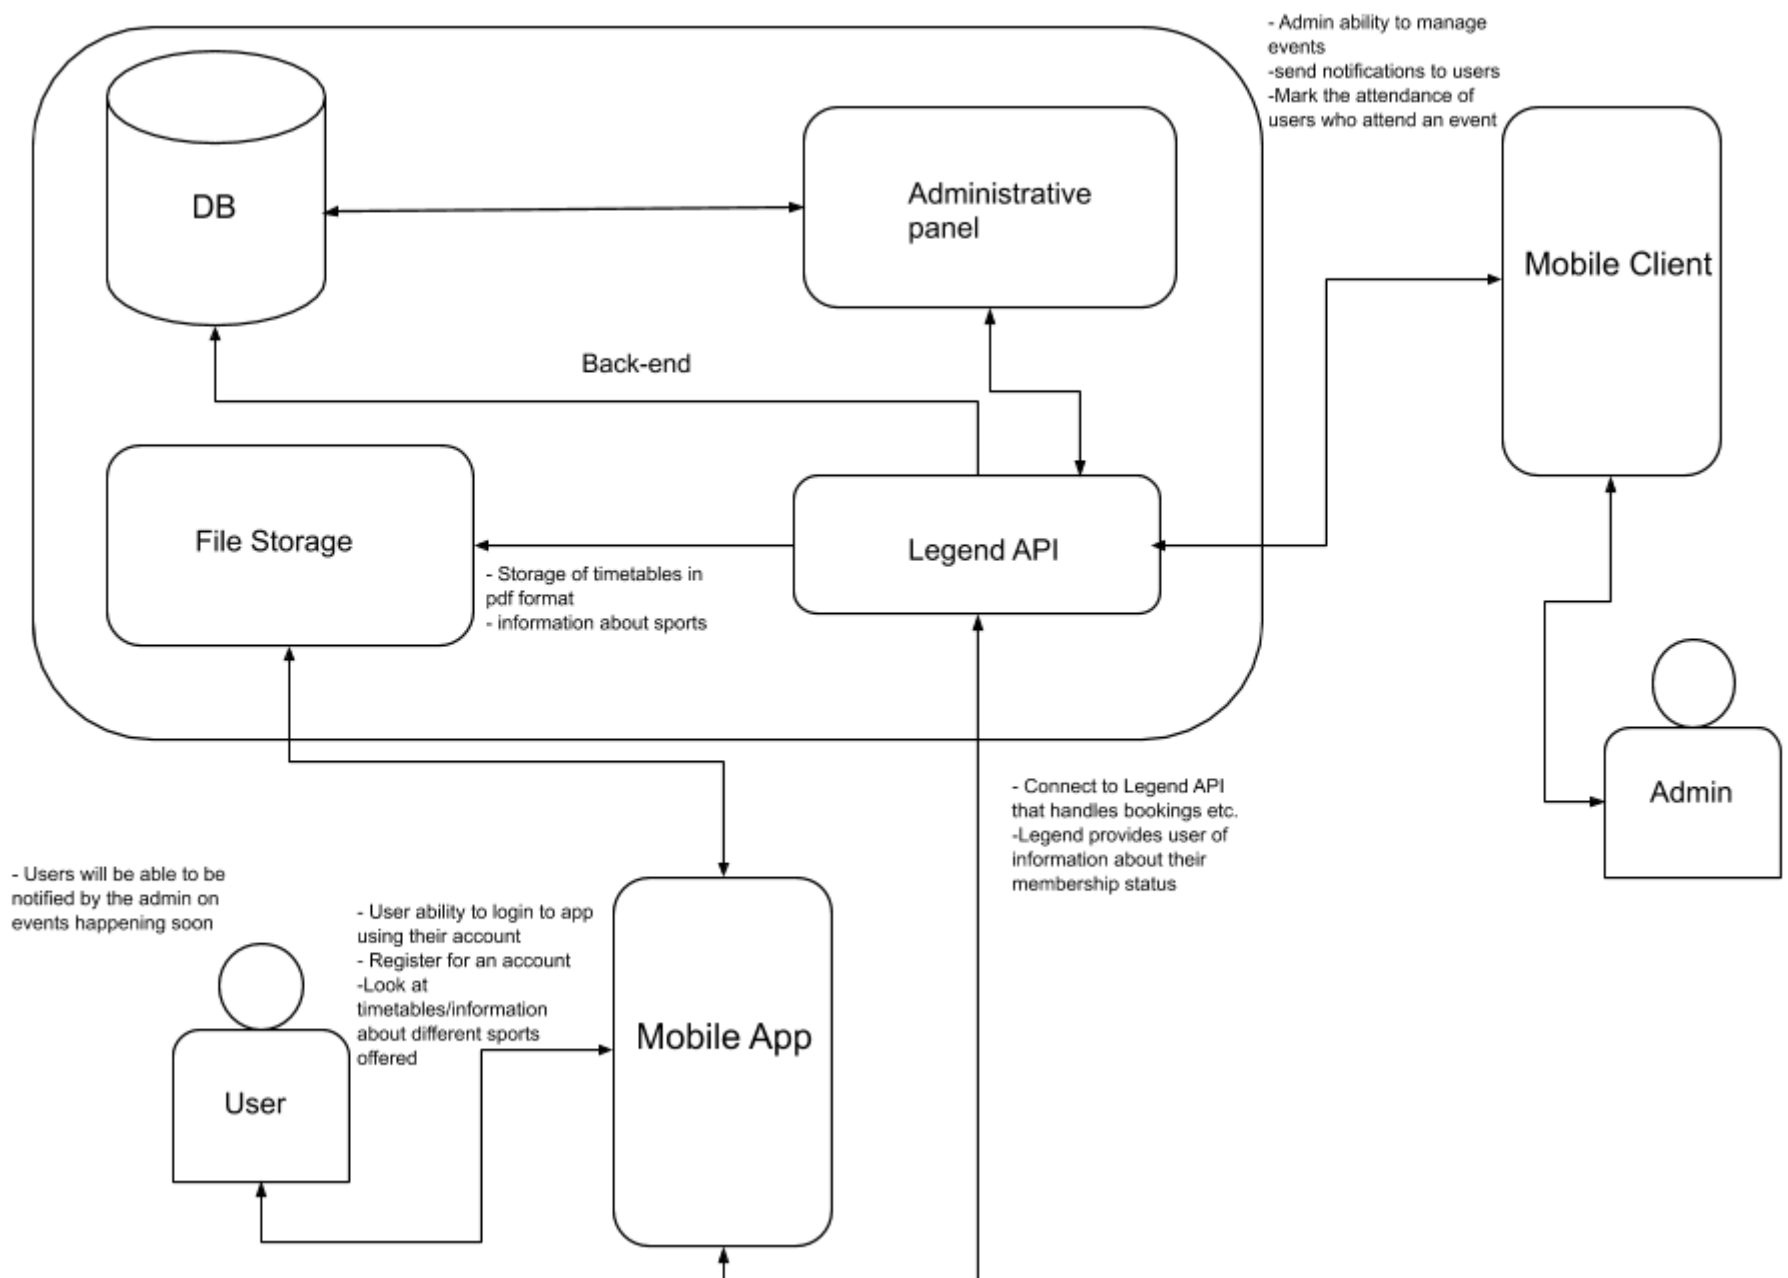 - Admin ability to manage
events
-send notifications to users
-Mark the attendance of
users who attend an event
DB
Administrative
panel
Mobile Client
Back-end
File Storage
Legend API
- Storage of timetables in
pdf format
- information about sports
Admin
- Connect to Legend API
that handles bookings etc.
-Legend provides user of
information about their
membership status
- Users will be able to be
notified by the admin on
events happening soon
- User ability to login to app
using their account
- Register for an account
-Look at
timetables/information
about different sports
offered
Mobile App
User